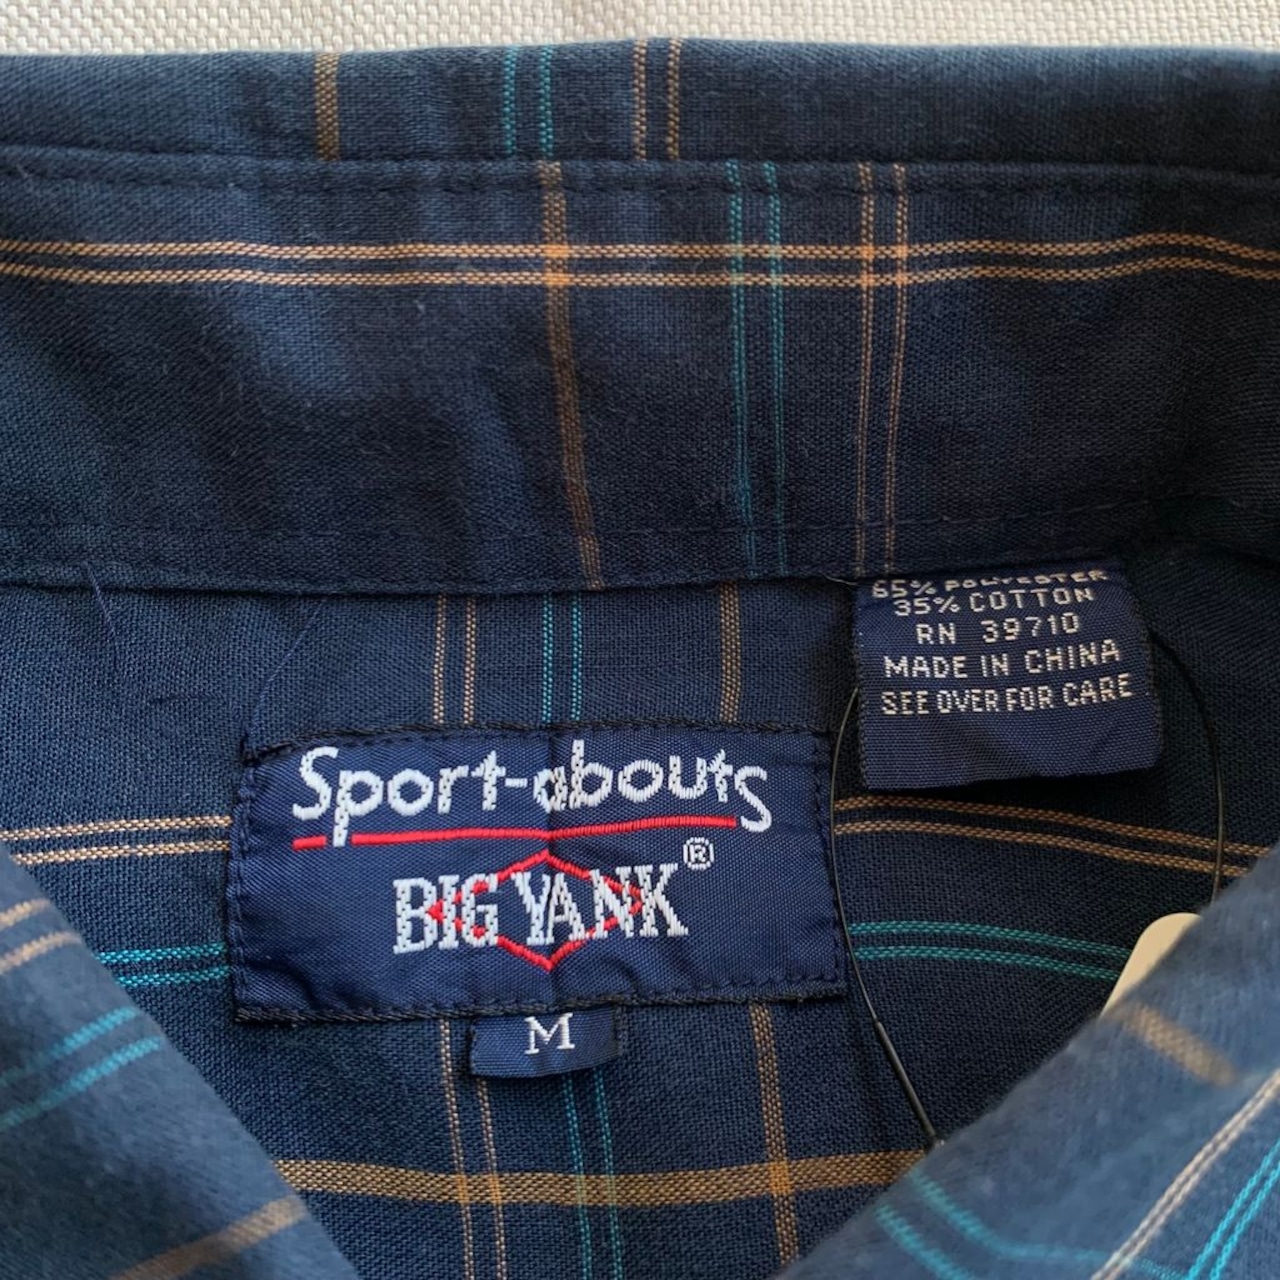 65% POLYESTER
35% COTTON
RN 39710
MADE IN CHINA
SEE OVER FOR CARE
Sport-abouts
BIG YANK®
M